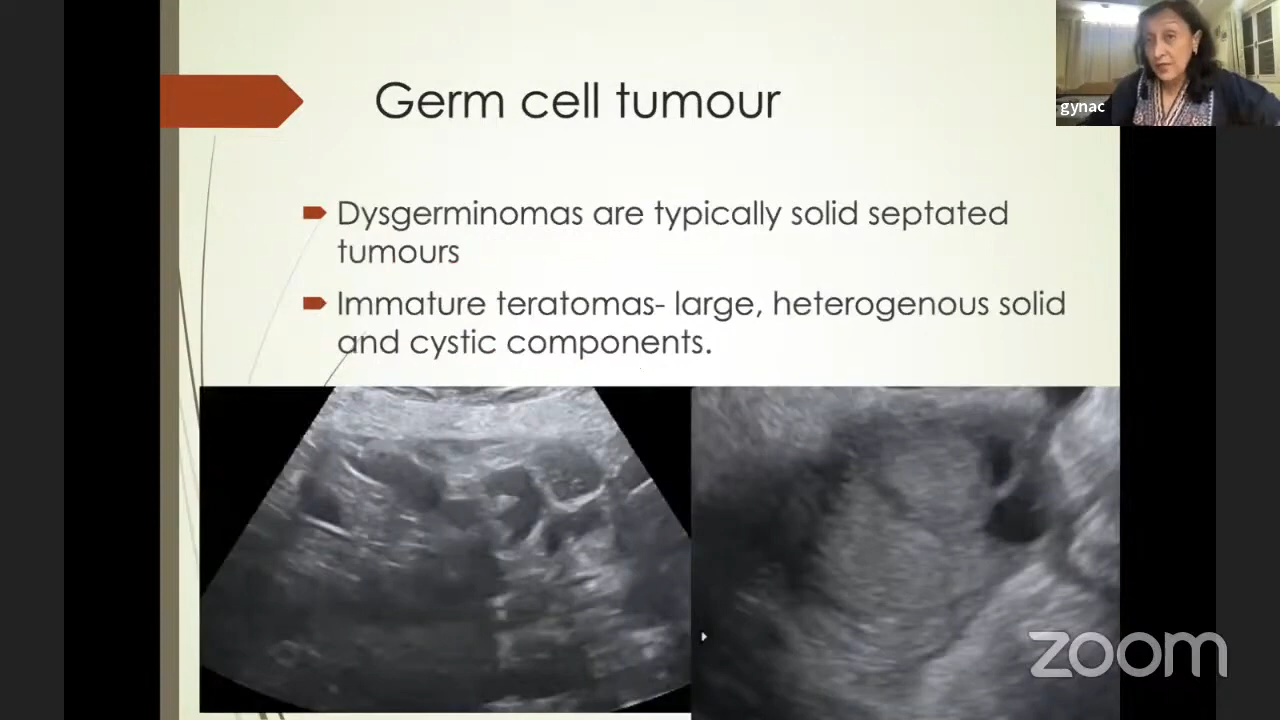 gynac
Germ cell tumour
Dysgerminomas are typically solid septated
tumours
Immature teratomas- large, heterogenous solid
and cystic components.
zoom